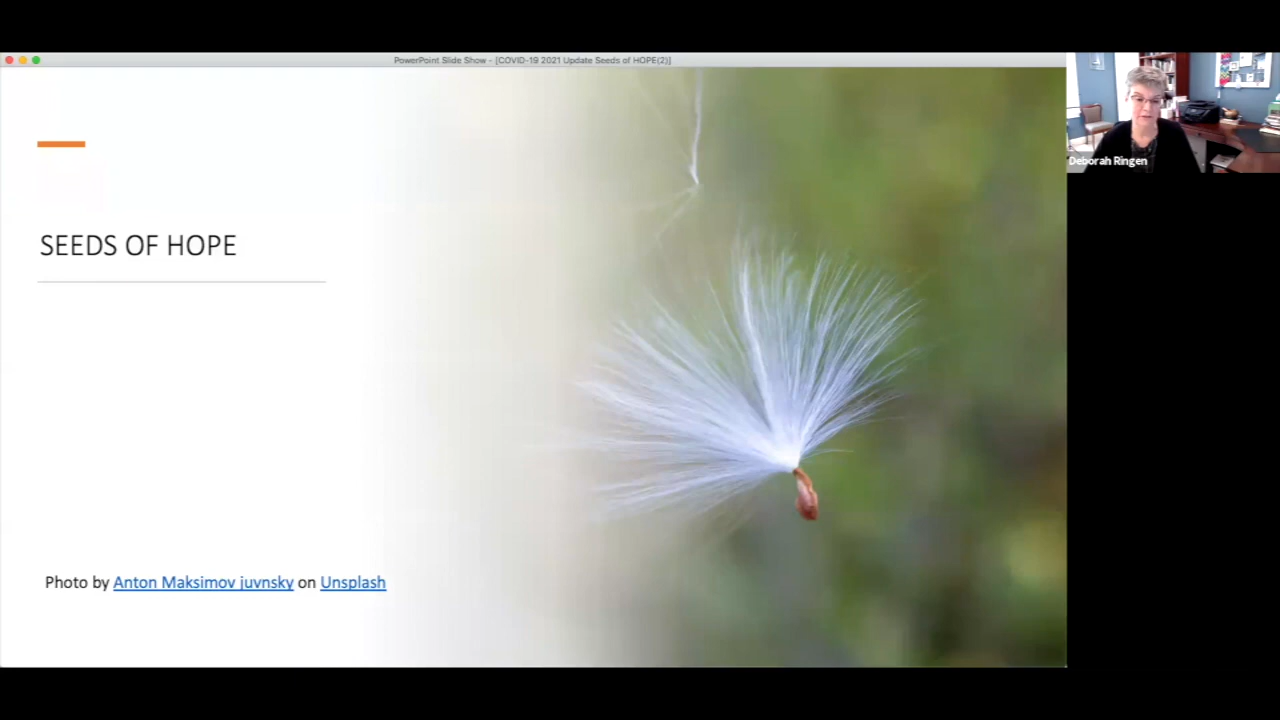 PowerPoint Slide Show - [COVID-19 2021 Update Seeds of HOPE(2)]
Deborah Ringen
SEEDS OF HOPE
Photo by Anton Maksimov juvnsky on Unsplash